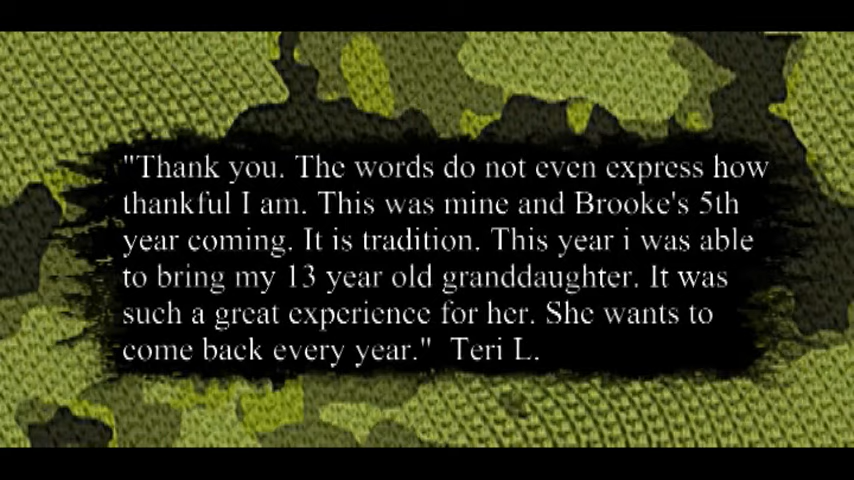 "Thank you. The words do not even express how
thankful I am. This was mine and Brooke's 5th
year coming. It is tradition. This year i was able
to bring my 13 year old granddaughter. It was
such a great experience for her. She wants to
come back every year."  Teri L.